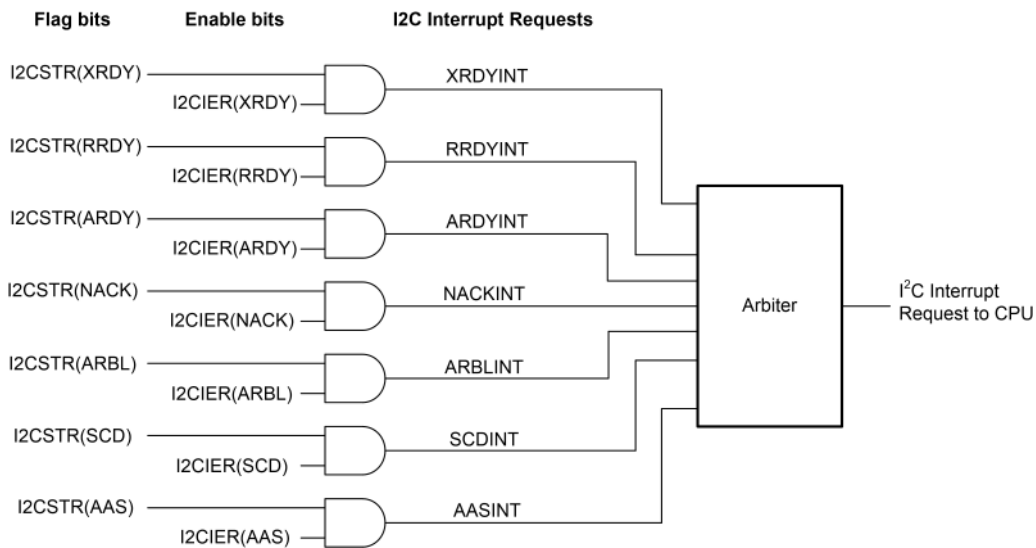 Flag bits Enable bits I2C Interrupt Requests
I2CSTR(XRDY)
I2CIER(XRDY)
XRDYINT
I2CSTR(RRDY)
I2CIER(RRDY)
RRDYINT
I2CSTR(ARDY)
I2CIER(ARDY)
ARDYINT
I2CSTR(NACK)
I2CIER(NACK)
NACKINT
I2CSTR(ARBL)
I2CIER(ARBL)
ARBLINT
I2CSTR(SCD)
I2CIER(SCD)
SCDINT
I2CSTR(AAS)
I2CIER(AAS)
AASINT
Arbiter
I²C Interrupt
Request to CPU